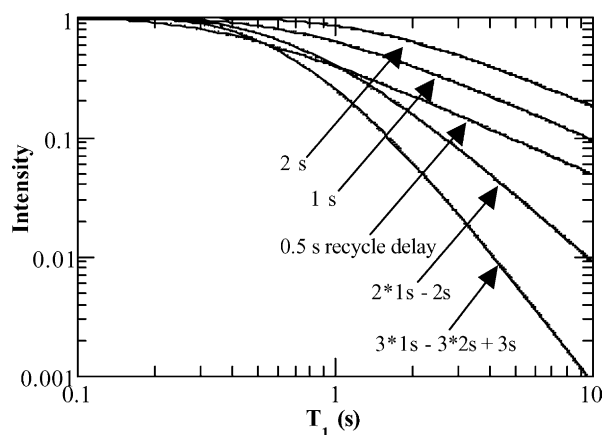 1
0.1
Intensity
2 s
1 s
0.5 s recycle delay
0.01
2*1s - 2s
3*1s - 3*2s + 3s
0.001
0.1
1
10
T1 (s)